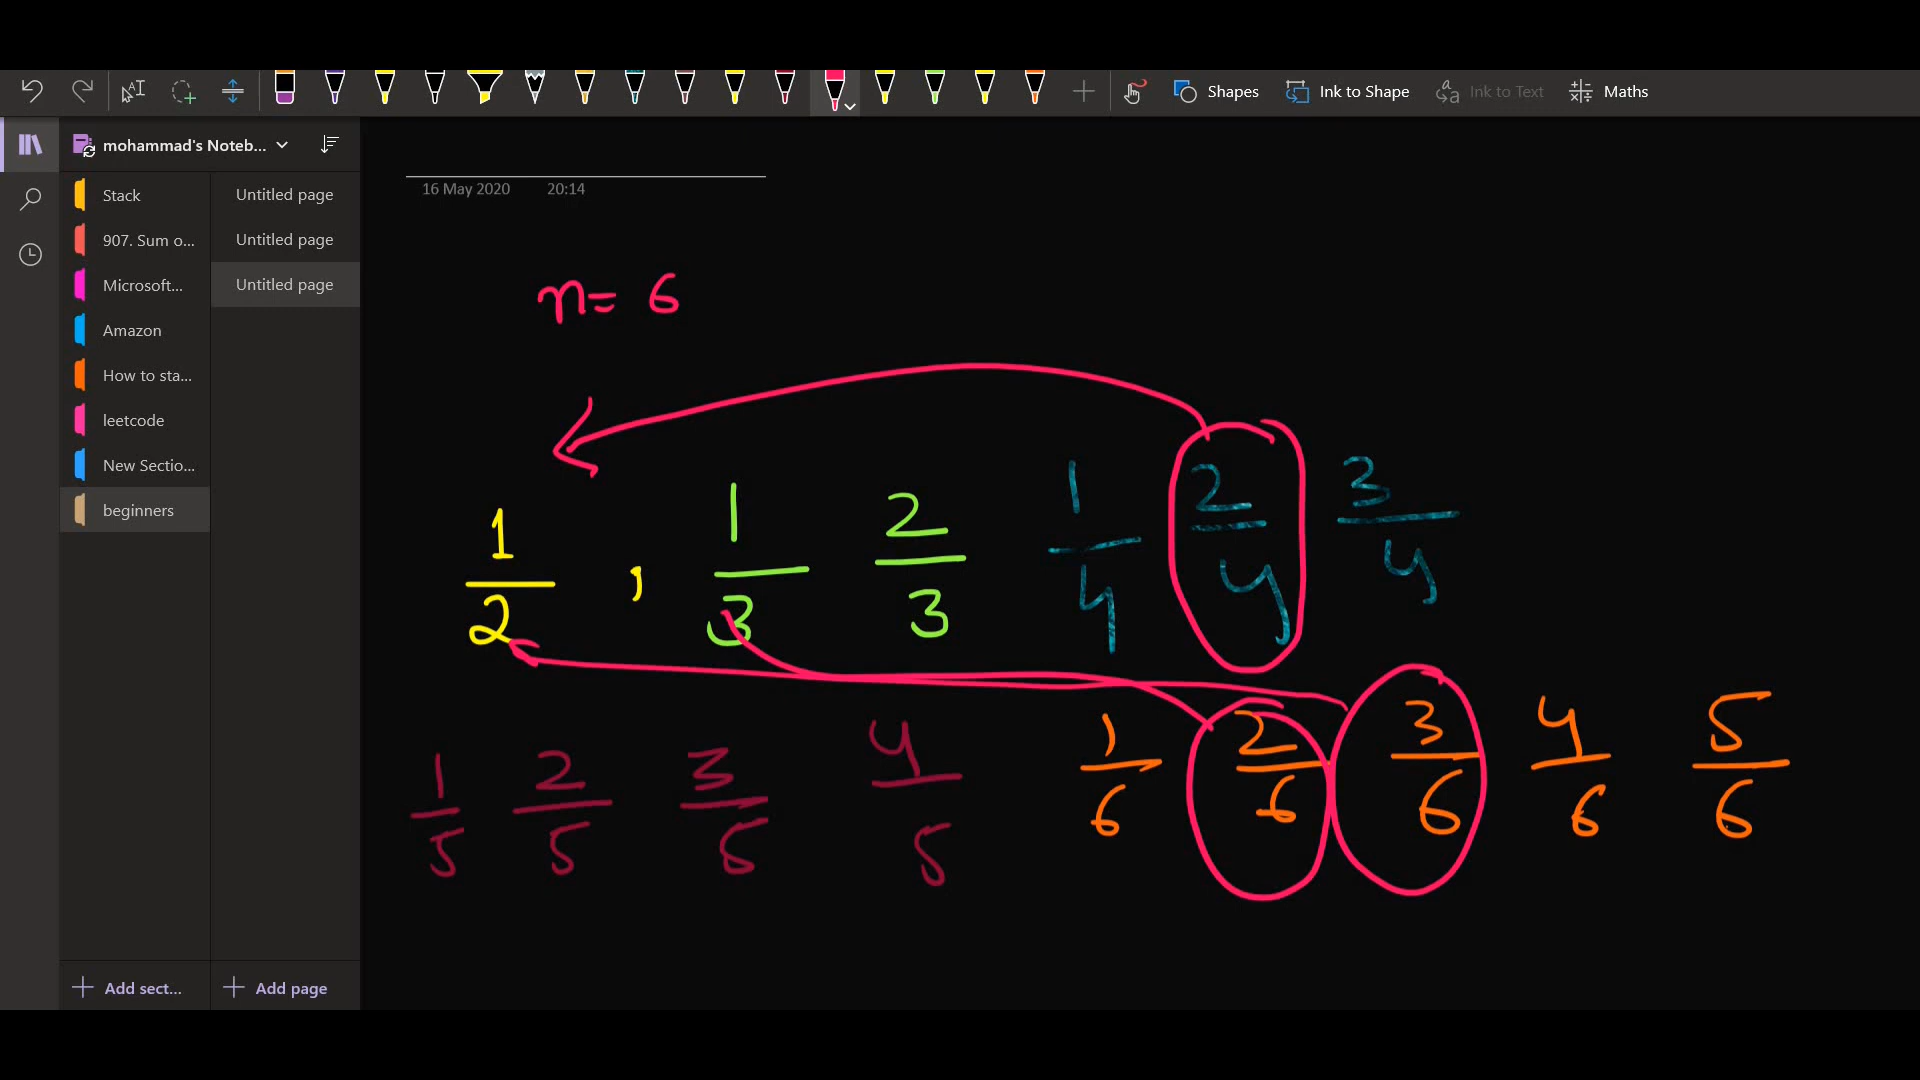 Shapes Ink to Shape Ink to Text Maths
mohammad's Noteb...
Stack
907. Sum o...
Microsoft...
Amazon
How to sta...
leetcode
New Sectio...
beginners
Untitled page
Untitled page
Untitled page
Add sect...
Add page
16 May 2020 20:14
n= 6
1/2 , 1/3 2/3 1/4 2/4 3/4
1/5 2/5 3/5 4/5 1/6 2/6 3/6 4/6 5/6